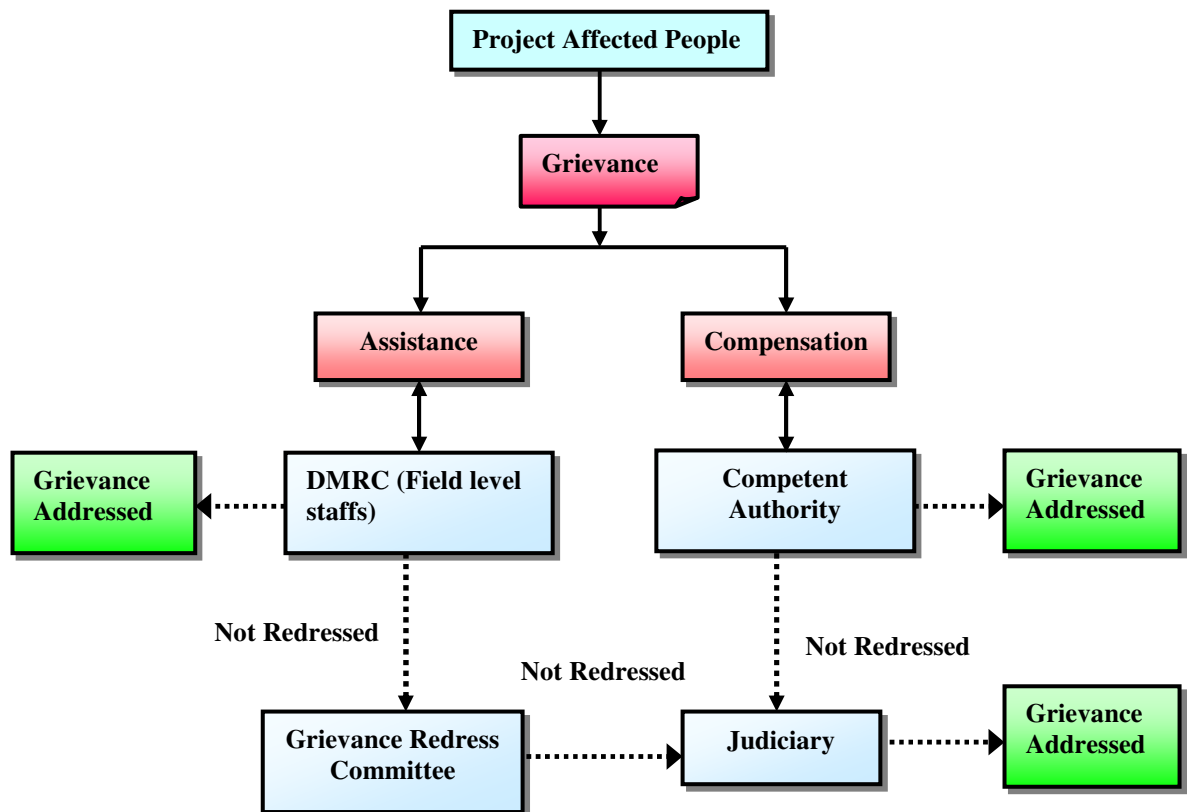 Project Affected People
Grievance
Assistance
Compensation
Grievance
Addressed
DMRC (Field level
staffs)
Competent
Authority
Grievance
Addressed
Not Redressed
Not Redressed
Not Redressed
Grievance Redress
Committee
Judiciary
Grievance
Addressed